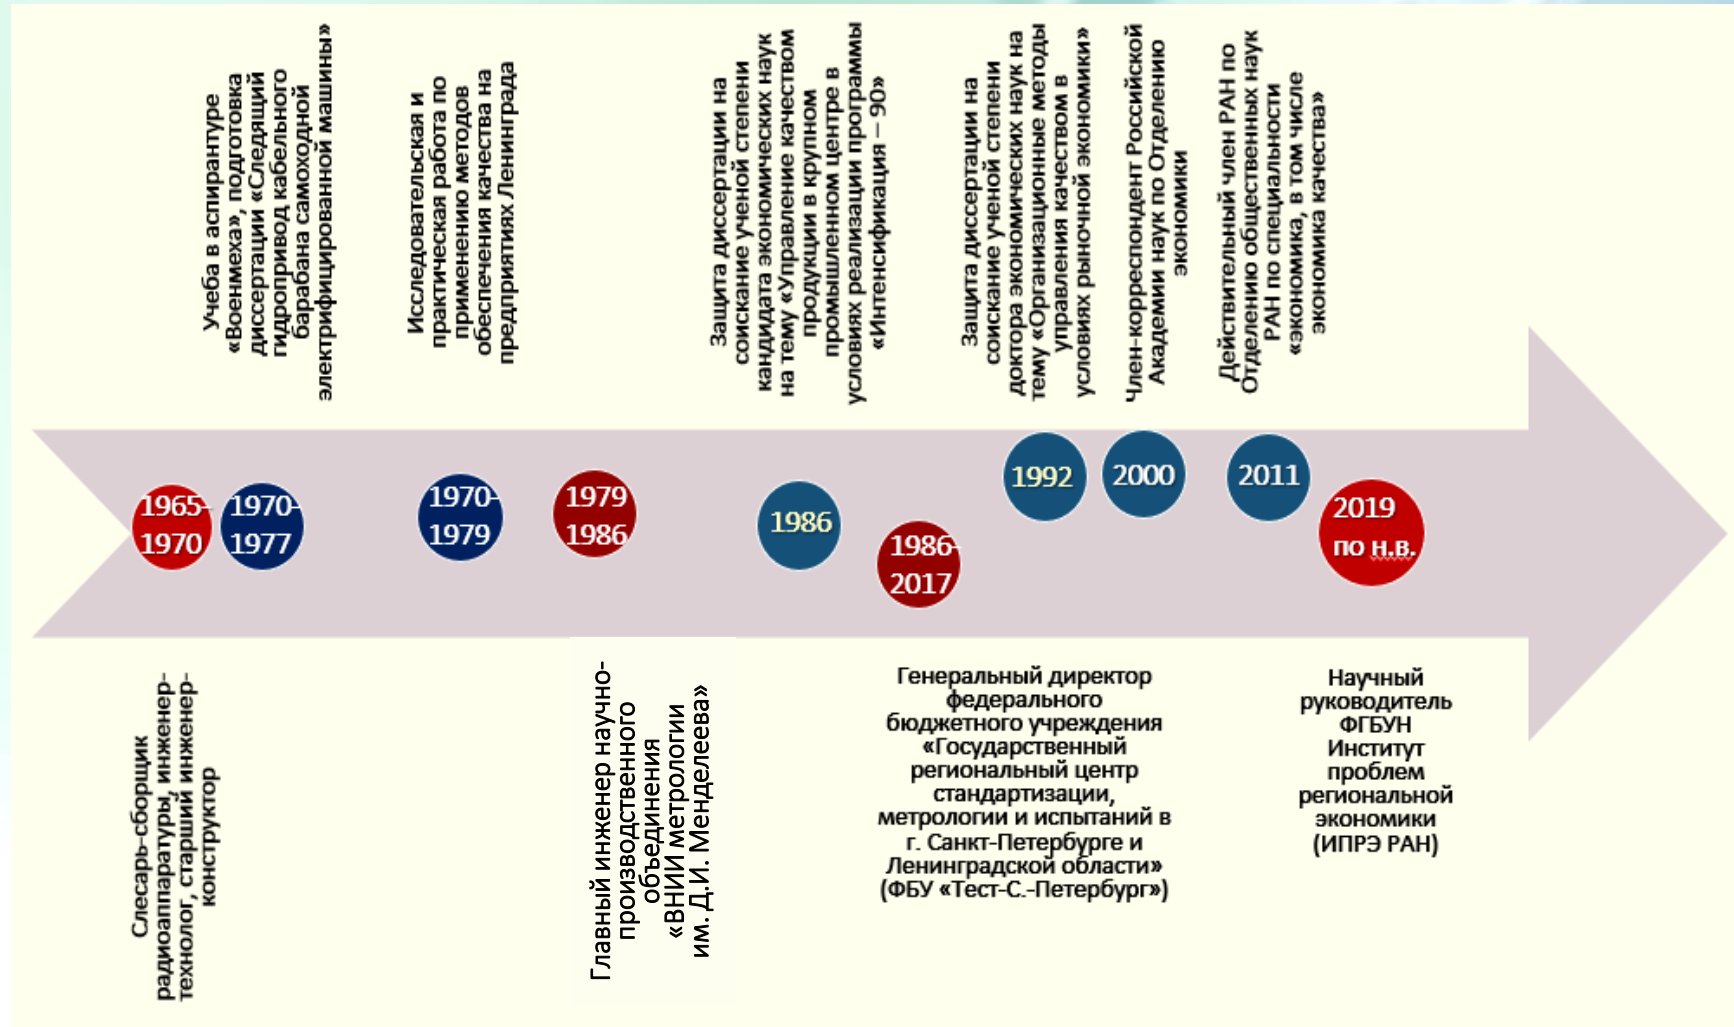 Учеба в аспирантуре
«Военмеха», подготовка
диссертации «Следящий
гидропривод кабельного
барабана самоходной
электрифицированной машины»
Исследовательская и
практическая работа по
применению методов
обеспечения качества на
предприятиях Ленинграда
Защита диссертации на
соискание ученой степени
кандидата экономических наук
на тему «Управление качеством
продукции в крупном
промышленном центре в
условиях реализации программы
«Интенсификация – 90»
Защита диссертации на
соискание ученой степени
доктора экономических наук на
тему «Организационные методы
управления качеством в
условиях рыночной экономики»
Член-корреспондент Российской
Академии наук по Отделению
экономики
Действительный член РАН по
Отделению общественных наук
РАН по специальности
«экономика, в том числе
экономика качества»
1965-
1970
1970-
1977
1970-
1979
1979
1986
1986
1986-
2017
1992
2000
2011
2019
по н.в.
Слесарь-сборщик
радиоаппаратуры, инженер-
технолог, старший инженер-
конструктор
Главный инженер научно-
производственного
объединения
«ВНИИ метрологии
им. Д.И. Менделеева»
Генеральный директор
федерального
бюджетного учреждения
«Государственный
региональный центр
стандартизации,
метрологии и испытаний в
г. Санкт-Петербурге и
Ленинградской области»
(ФБУ «Тест-С.-Петербург»)
Научный
руководитель
ФГБУН
Институт
проблем
региональной
экономики
(ИПРЭ РАН)